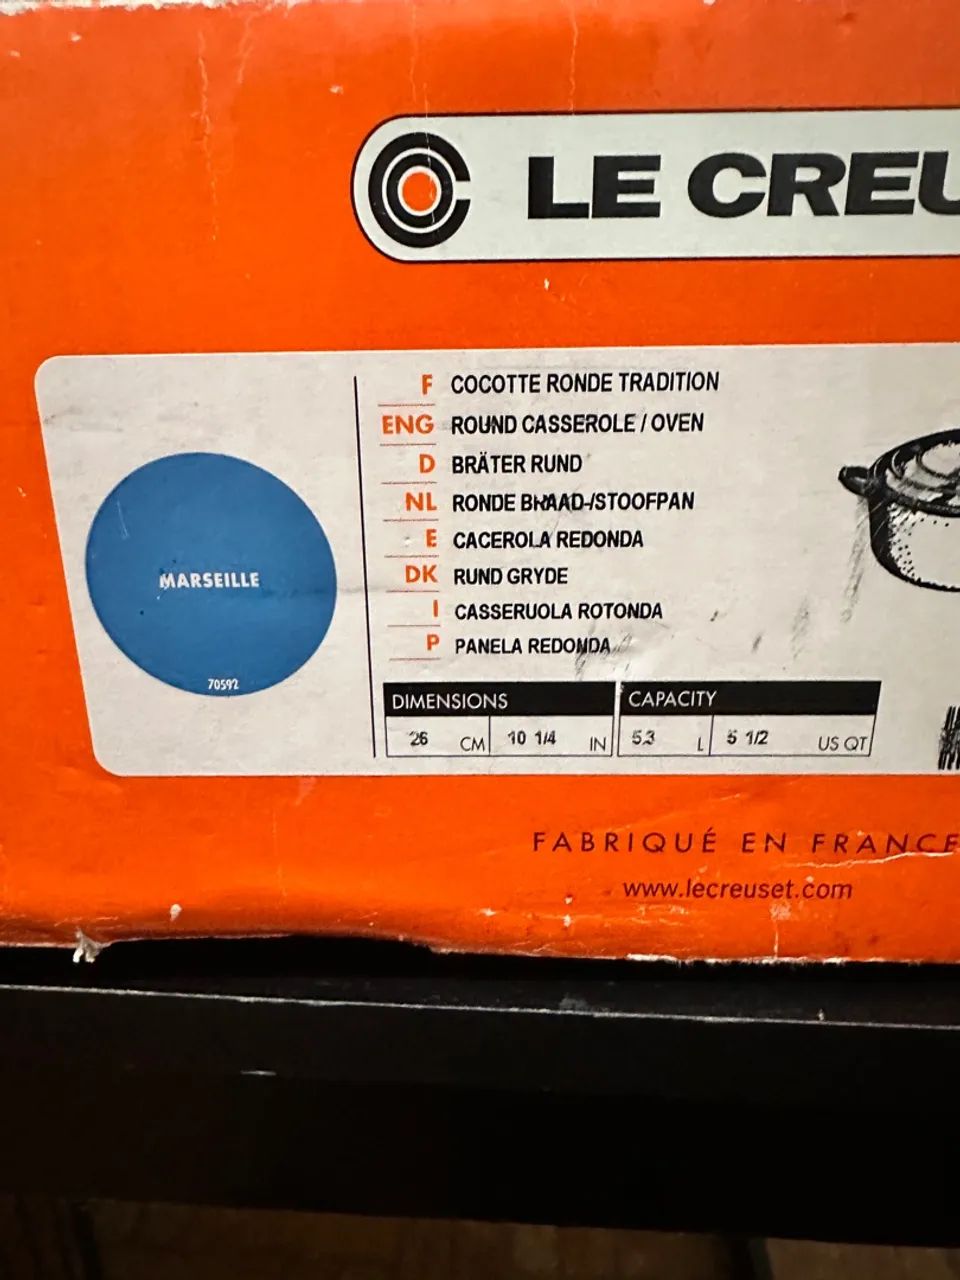 LE CREU
F COCOTTE RONDE TRADITION
ENG ROUND CASSEROLE / OVEN
D BRÄTER RUND
NL RONDE BRAAD-/STOOFPAN
E CACEROLA REDONDA
DK RUND GRYDE
I CASSERUOLA ROTONDA
P PANELA REDONDA
MARSEILLE
70592
DIMENSIONS CAPACITY
26 CM 10 1/4 IN 5.3 L 5 1/2 US QT
FABRIQUÉ EN FRANCE
www.lecreuset.com